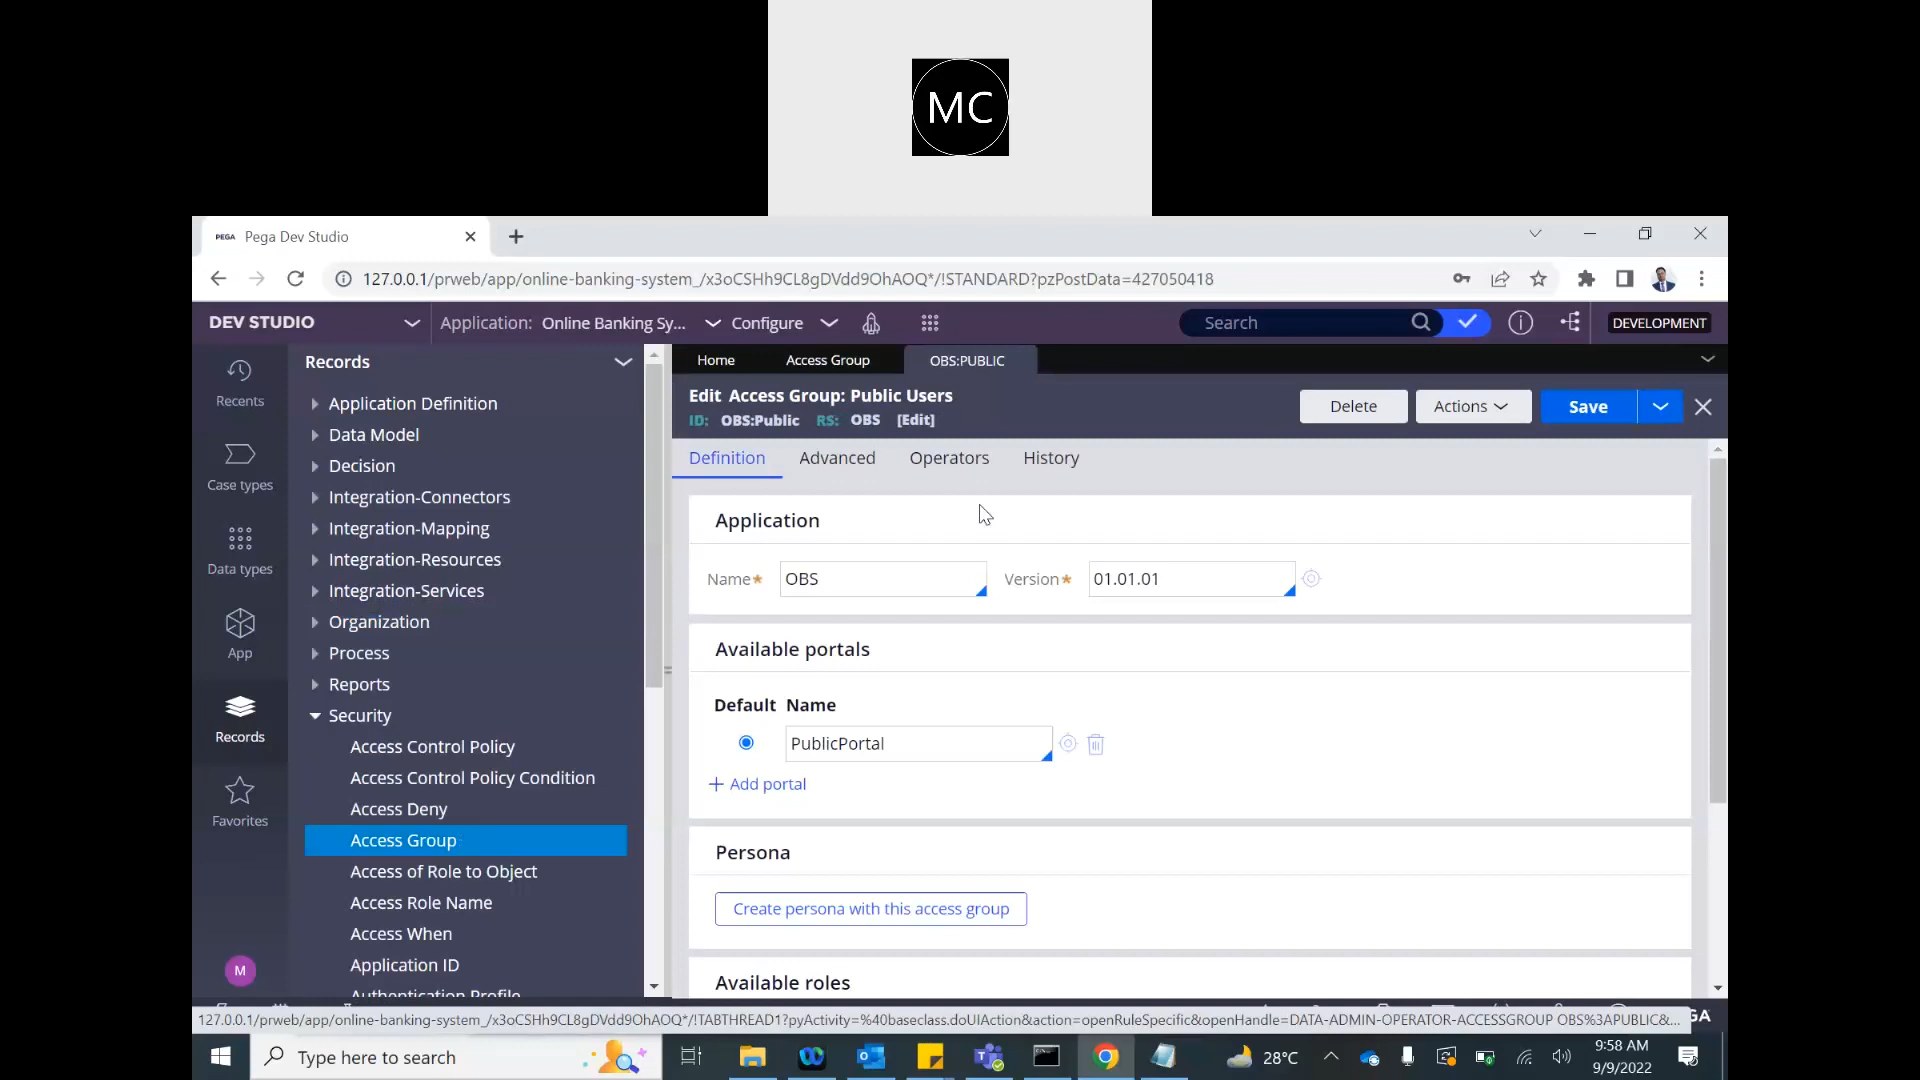 MC
PEGA Pega Dev Studio
127.0.0.1/prweb/app/online-banking-system_/x3oCSHh9CL8gDVdd9OhAOQ*/!STANDARD?pzPostData=427050418
DEV STUDIO Application: Online Banking Sy... Configure Search DEVELOPMENT
Recents
Case types
Data types
App
Records
Favorites
M
Records
Application Definition
Data Model
Decision
Integration-Connectors
Integration-Mapping
Integration-Resources
Integration-Services
Organization
Process
Reports
Security
Access Control Policy
Access Control Policy Condition
Access Deny
Access Group
Access of Role to Object
Access Role Name
Access When
Application ID
Authentication Profile
Home Access Group OBS:PUBLIC
Edit Access Group: Public Users
ID: OBS:Public RS: OBS [Edit]
Delete Actions Save
Definition Advanced Operators History
Application
Name* OBS Version* 01.01.01
Available portals
Default Name
PublicPortal
+ Add portal
Persona
Create persona with this access group
Available roles
127.0.0.1/prweb/app/online-banking-system_/x3oCSHh9CL8gDVdd9OhAOQ*/!TABTHREAD1?pyActivity=%40baseclass.doUIAction&action=openRuleSpecific&openHandle=DATA-ADMIN-OPERATOR-ACCESSGROUP OBS%3APUBLIC&...
Type here to search
28°C
9:58 AM
9/9/2022